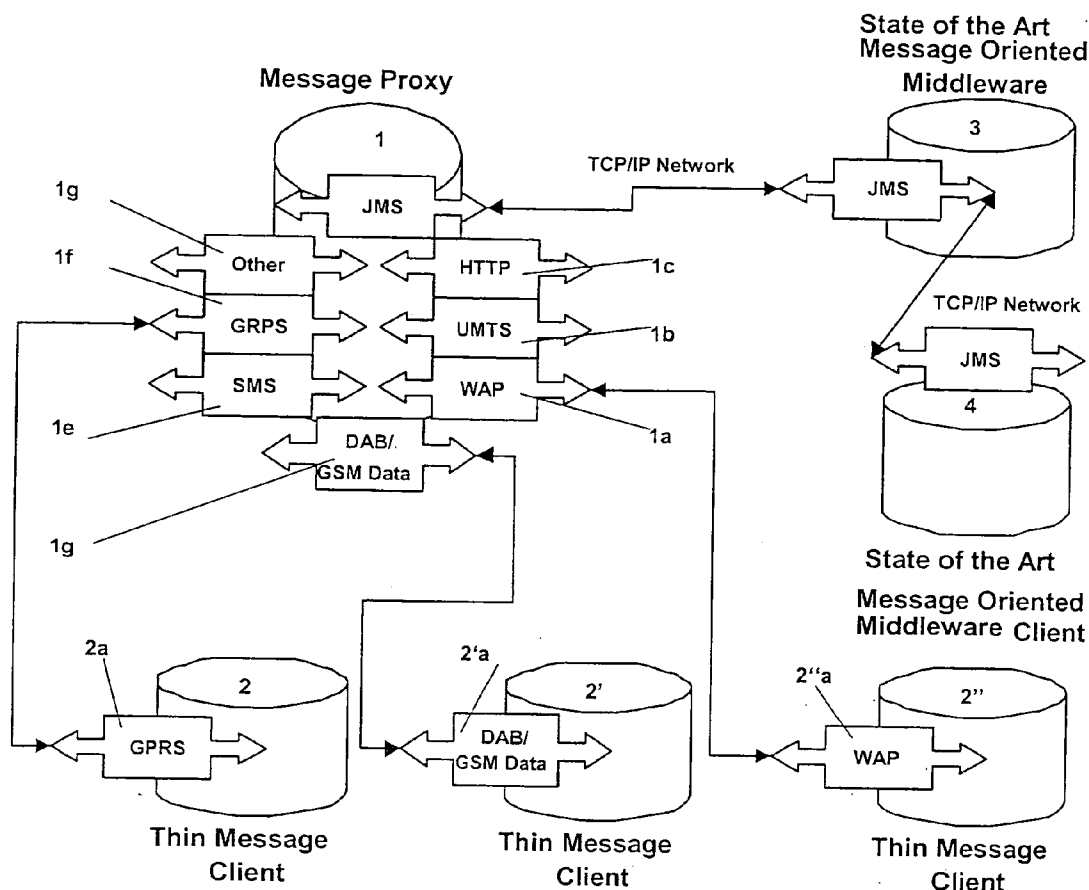 State of the Art
Message Oriented
Middleware
Message Proxy
1
3
TCP/IP Network
JMS
JMS
1g
Other
HTTP
1c
1f
GRPS
UMTS
1b
TCP/IP Network
JMS
SMS
WAP
1e
1a
4
DAB/.
GSM Data
1g
State of the Art
Message Oriented
Middleware Client
2a
2
2'a
2'
2''a
2''
GPRS
DAB/
GSM Data
WAP
Thin Message
Client
Thin Message
Client
Thin Message
Client